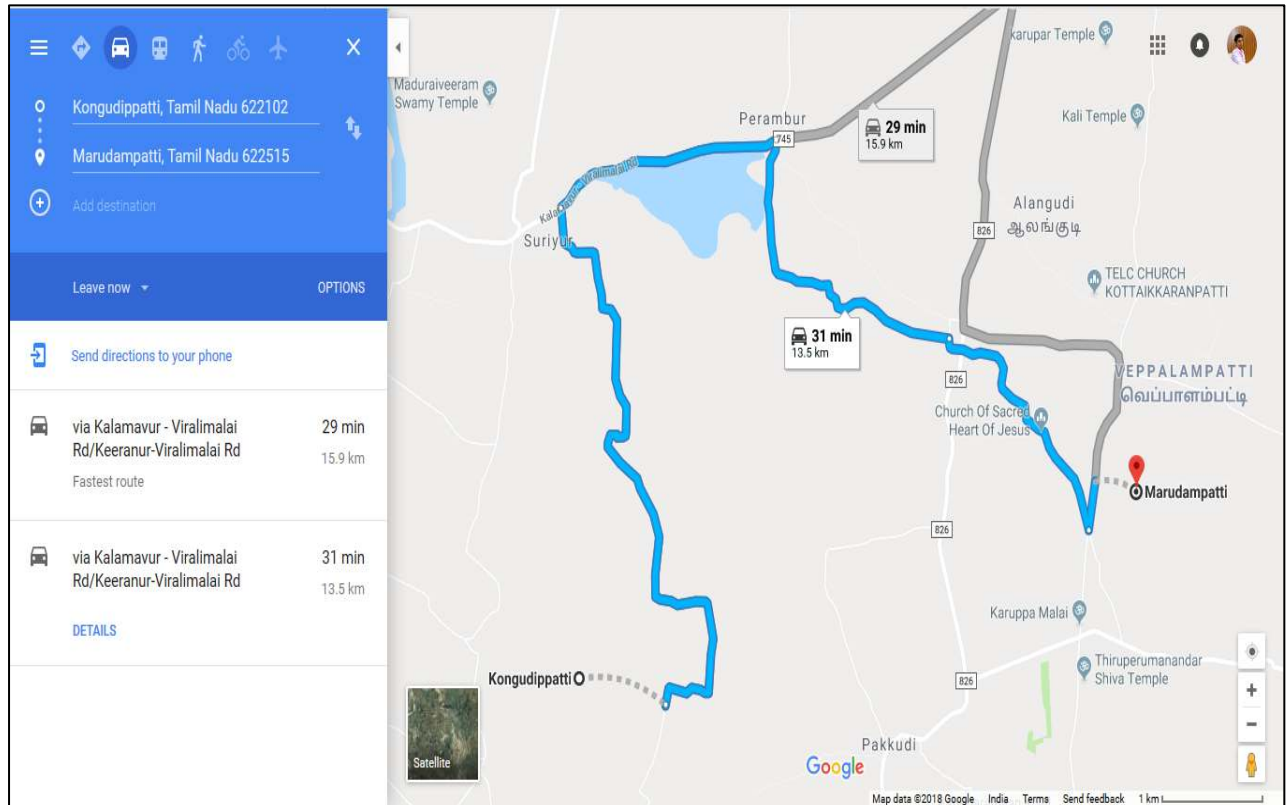 Kongudippatti, Tamil Nadu 622102
Marudampatti, Tamil Nadu 622515
Add destination
Leave now
OPTIONS
Send directions to your phone
via Kalamavur - Viralimalai
Rd/Keeranur-Viralimalai Rd
29 min
15.9 km
Fastest route
via Kalamavur - Viralimalai
Rd/Keeranur-Viralimalai Rd
31 min
13.5 km
DETAILS
karupar Temple
Maduraiveeram
Swamy Temple
Perambur
745
29 min
15.9 km
Kali Temple
Kalamavur - Viralimalai Rd
Suriyur
Alangudi
ஆலங்குடி
826
TELC CHURCH
KOTTAIKKARANPATTI
31 min
13.5 km
826
VEPPALAMPATTI
வெப்பாளம்பட்டி
Church Of Sacred
Heart Of Jesus
Marudampatti
826
Karuppa Malai
Kongudippatti
826
Thiruperumanandar
Shiva Temple
Pakkudi
Satellite
Google
Map data ©2018 Google India Terms Send feedback 1 km